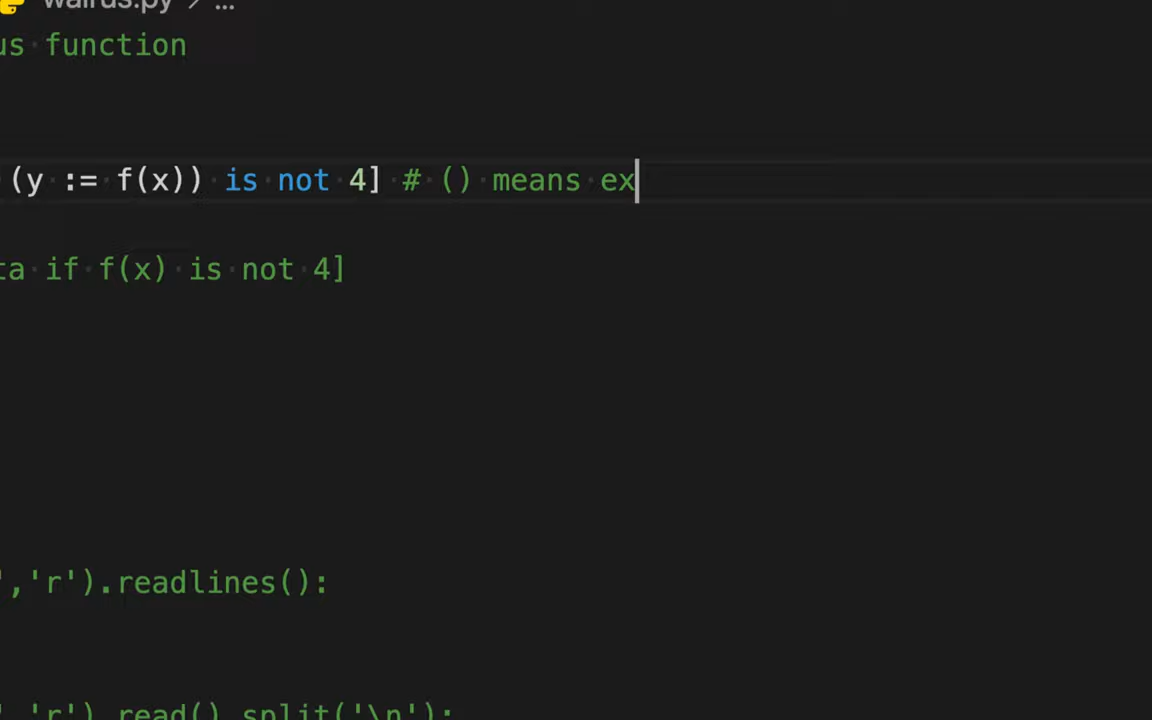 walrus.py > ...
us function
(y := f(x)) is not 4] # () means ex
ta if f(x) is not 4]
','r').readlines():
','r').read().split('\n'):